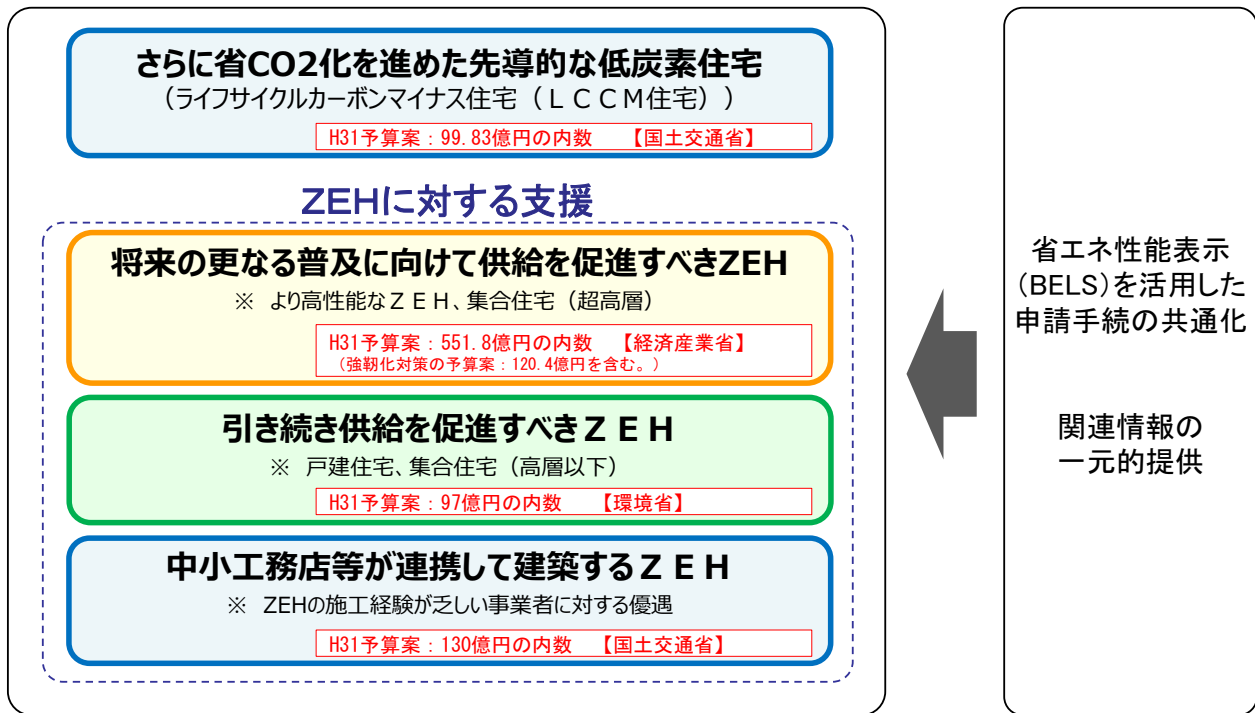 さらに省CO2化を進めた先導的な低炭素住宅
（ライフサイクルカーボンマイナス住宅（ＬＣＣＭ住宅））
H31予算案：99.83億円の内数　【国土交通省】
ZEHに対する支援
将来の更なる普及に向けて供給を促進すべきZEH
※　より高性能なＺＥＨ、集合住宅（超高層）
H31予算案：551.8億円の内数　【経済産業省】
（強靭化対策の予算案：120.4億円を含む。）
引き続き供給を促進すべきＺＥＨ
※　戸建住宅、集合住宅（高層以下）
H31予算案：97億円の内数　【環境省】
中小工務店等が連携して建築するＺＥＨ
※　ZEHの施工経験が乏しい事業者に対する優遇
H31予算案：130億円の内数　【国土交通省】
省エネ性能表示
（BELS）を活用した
申請手続の共通化
関連情報の
一元的提供